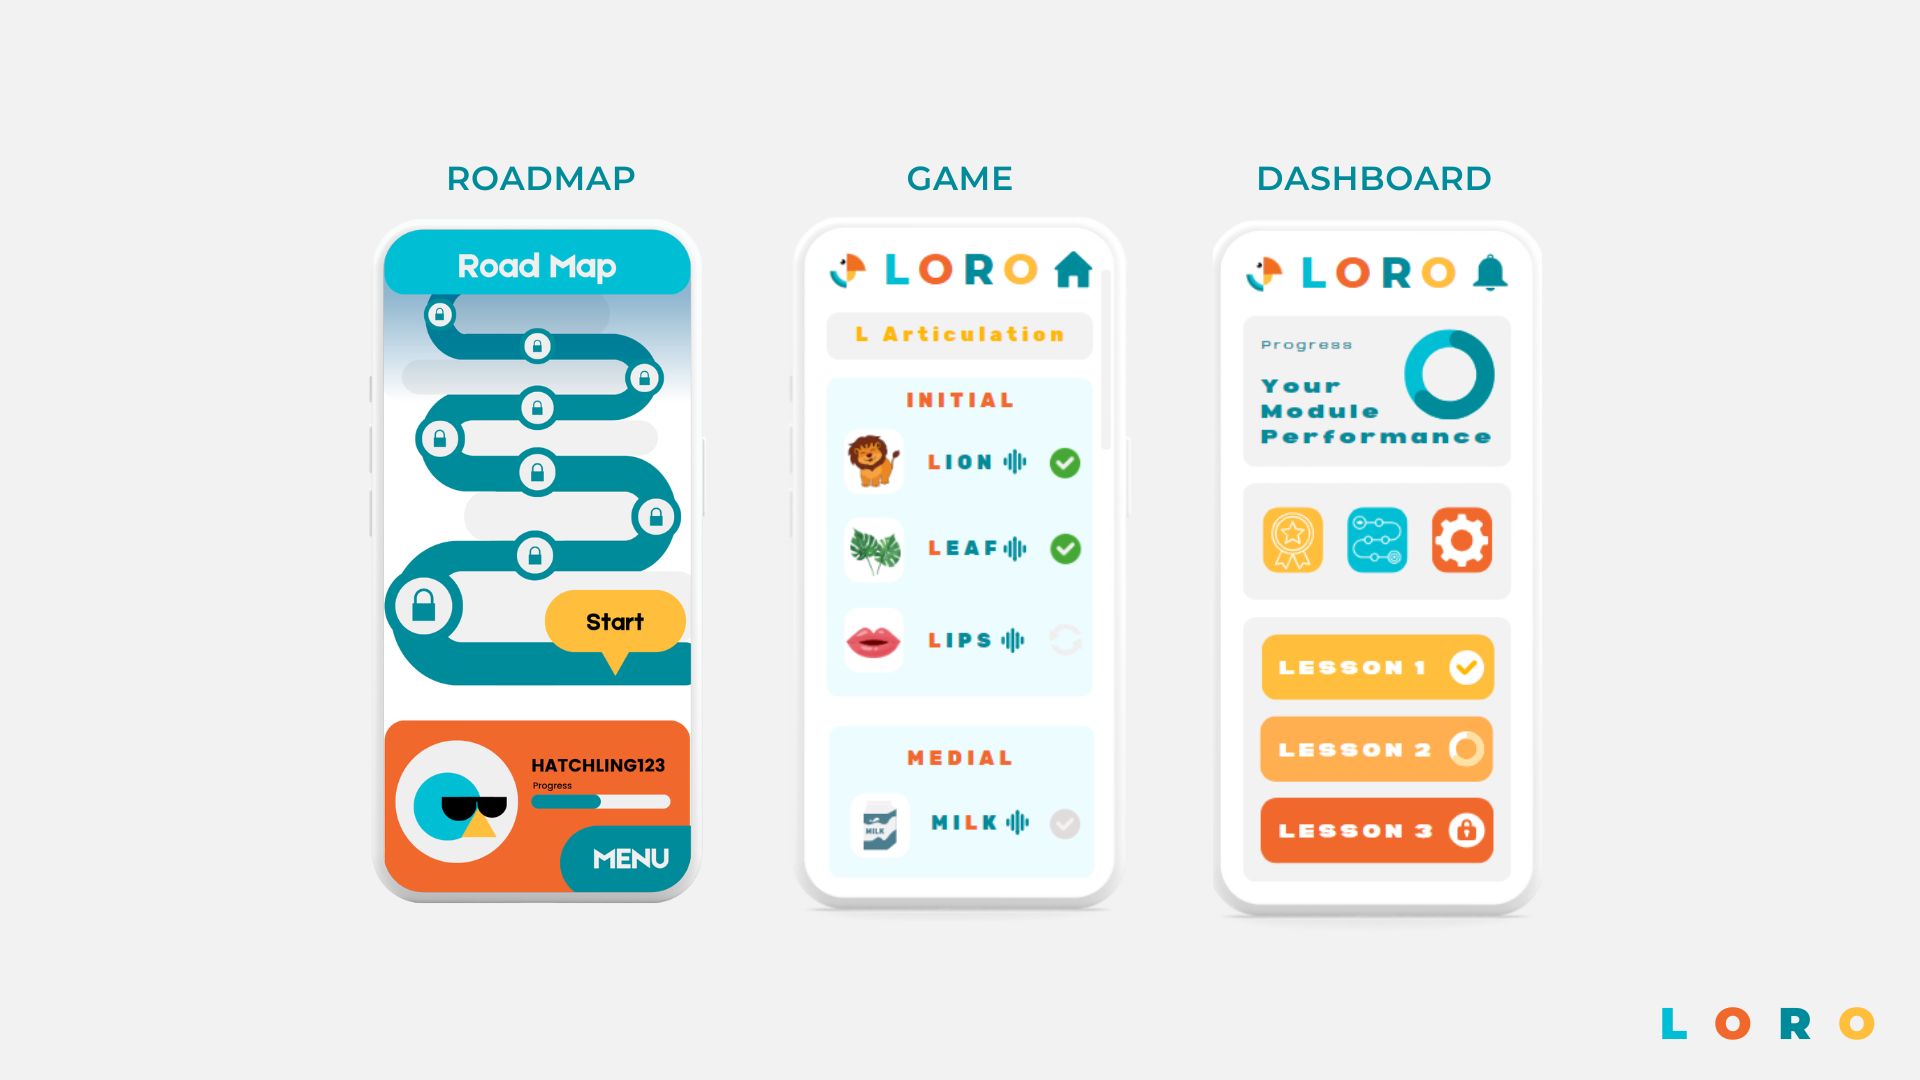 ROADMAP
Road Map
Start
HATCHLING123
Progress
MENU
GAME
LORO
L Articulation
INITIAL
LION
LEAF
LIPS
MEDIAL
MILK
MILK
DASHBOARD
LORO
Progress
Your
Module
Performance
LESSON 1
LESSON 2
LESSON 3
LORO